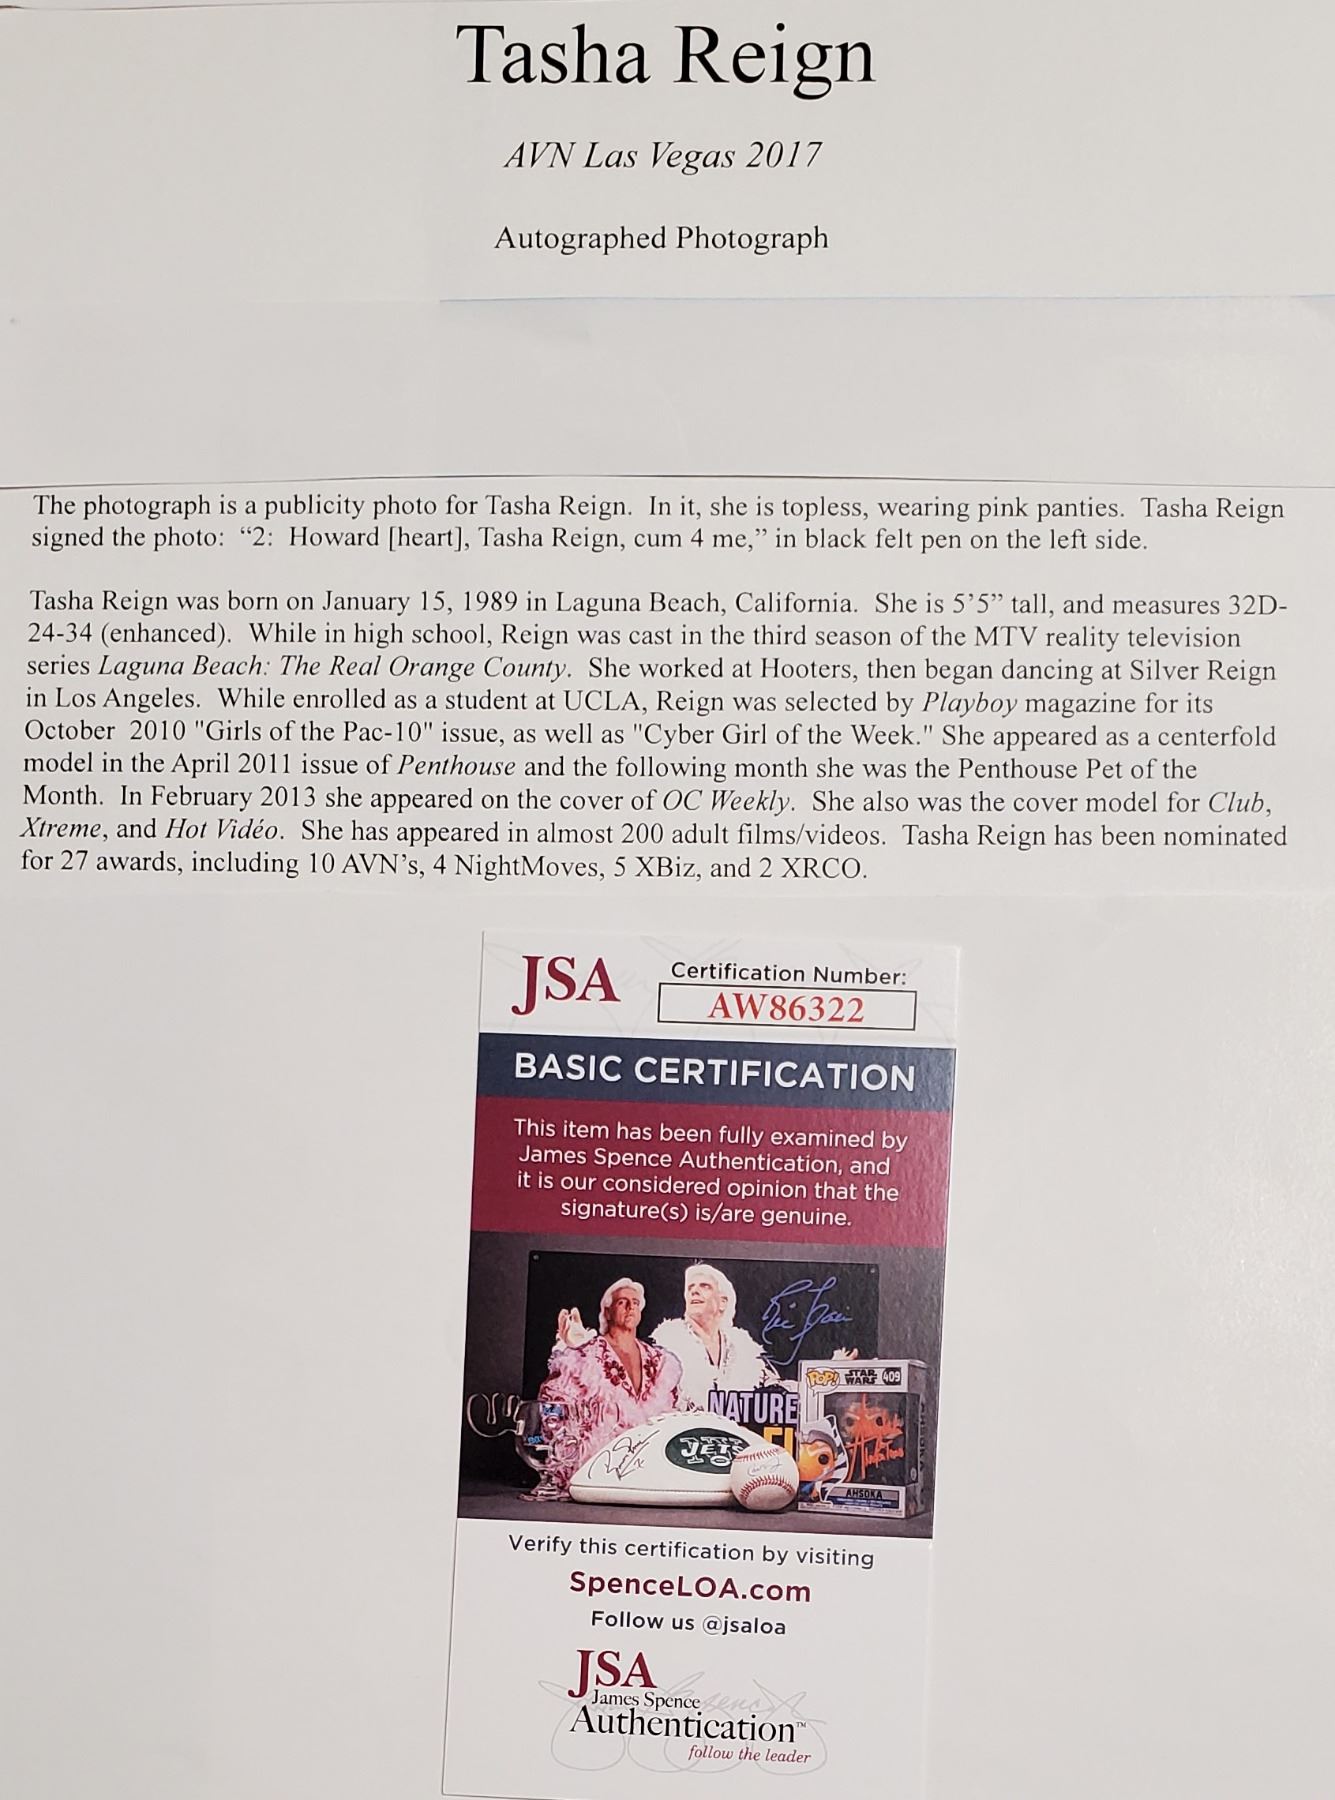 Tasha Reign
AVN Las Vegas 2017
Autographed Photograph
The photograph is a publicity photo for Tasha Reign.  In it, she is topless, wearing pink panties.  Tasha Reign
signed the photo:  “2:  Howard [heart], Tasha Reign, cum 4 me,” in black felt pen on the left side.
Tasha Reign was born on January 15, 1989 in Laguna Beach, California.  She is 5’5” tall, and measures 32D-
24-34 (enhanced).  While in high school, Reign was cast in the third season of the MTV reality television
series Laguna Beach: The Real Orange County.  She worked at Hooters, then began dancing at Silver Reign
in Los Angeles.  While enrolled as a student at UCLA, Reign was selected by Playboy magazine for its
October  2010 "Girls of the Pac-10" issue, as well as "Cyber Girl of the Week." She appeared as a centerfold
model in the April 2011 issue of Penthouse and the following month she was the Penthouse Pet of the
Month.  In February 2013 she appeared on the cover of OC Weekly.  She also was the cover model for Club,
Xtreme, and Hot Vidéo.  She has appeared in almost 200 adult films/videos.  Tasha Reign has been nominated
for 27 awards, including 10 AVN’s, 4 NightMoves, 5 XBiz, and 2 XRCO.
JSA
Certification Number:
AW86322
BASIC CERTIFICATION
This item has been fully examined by
James Spence Authentication, and
it is our considered opinion that the
signature(s) is/are genuine.
POP! STAR WARS 409
NATURE
JETS
AHSOKA
Verify this certification by visiting
SpenceLOA.com
Follow us @jsaloa
JSA
James Spence
Authentication™
follow the leader